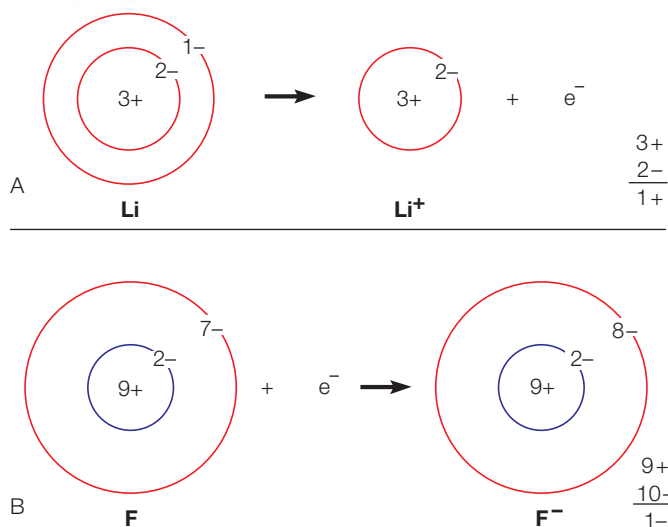 1–
2–
3+
2–
3+
+
e–
3+
2–
1+
A
Li
Li+
7–
2–
9+
+
e–
8–
2–
9+
9+
10–
1–
B
F
F–